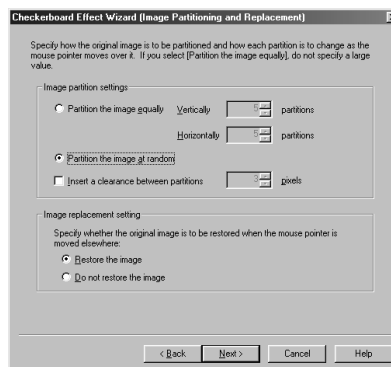 Checkerboard Effect Wizard (Image Partitioning and Replacement)
Specify how the original image is to be partitioned and how each partition is to change as the
mouse pointer moves over it. If you select [Partition the image equally], do not specify a large
value.
Image partition settings
Partition the image equally Vertically 5 partitions
Horizontally 5 partitions
Partition the image at random
Insert a clearance between partitions 3 pixels
Image replacement setting
Specify whether the original image is to be restored when the mouse pointer is
moved elsewhere:
Restore the image
Do not restore the image
< Back Next > Cancel Help